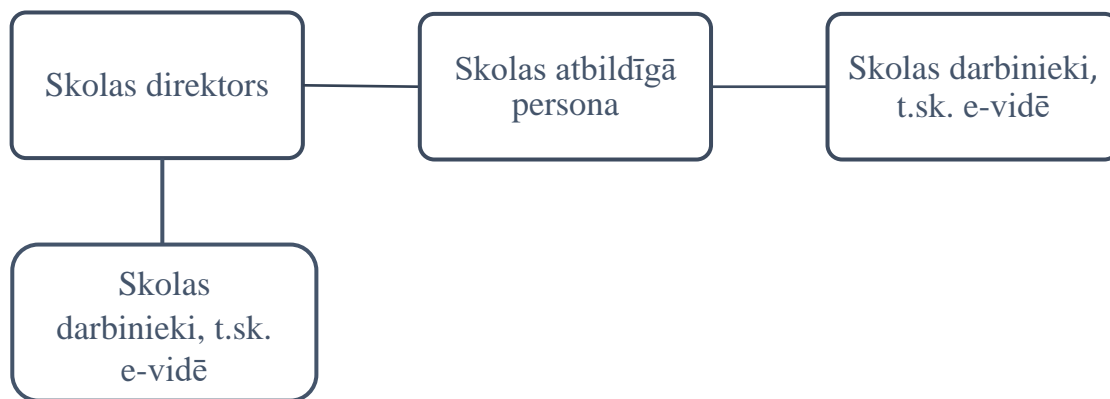 Skolas direktors
Skolas atbildīgā
persona
Skolas darbinieki,
t.sk. e-vidē
Skolas
darbinieki, t.sk.
e-vidē